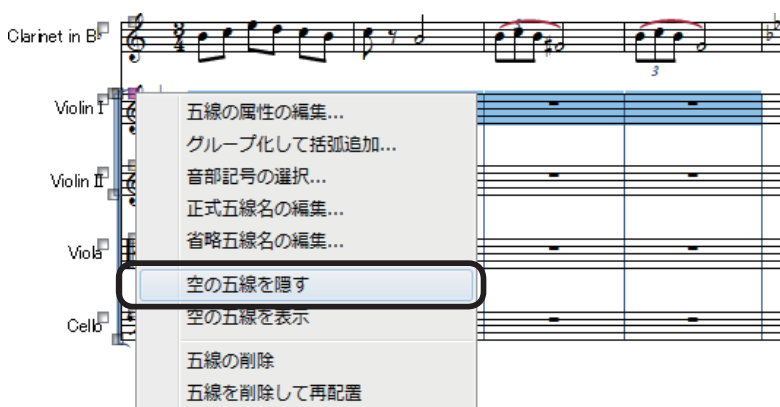 Clarinet in B♭
3
4
3
Violin I
五線の属性の編集...
グループ化して括弧追加...
音部記号の選択...
Violin II
正式五線名の編集...
省略五線名の編集...
Viola
空の五線を隠す
空の五線を表示
Cello
五線の削除
五線を削除して再配置